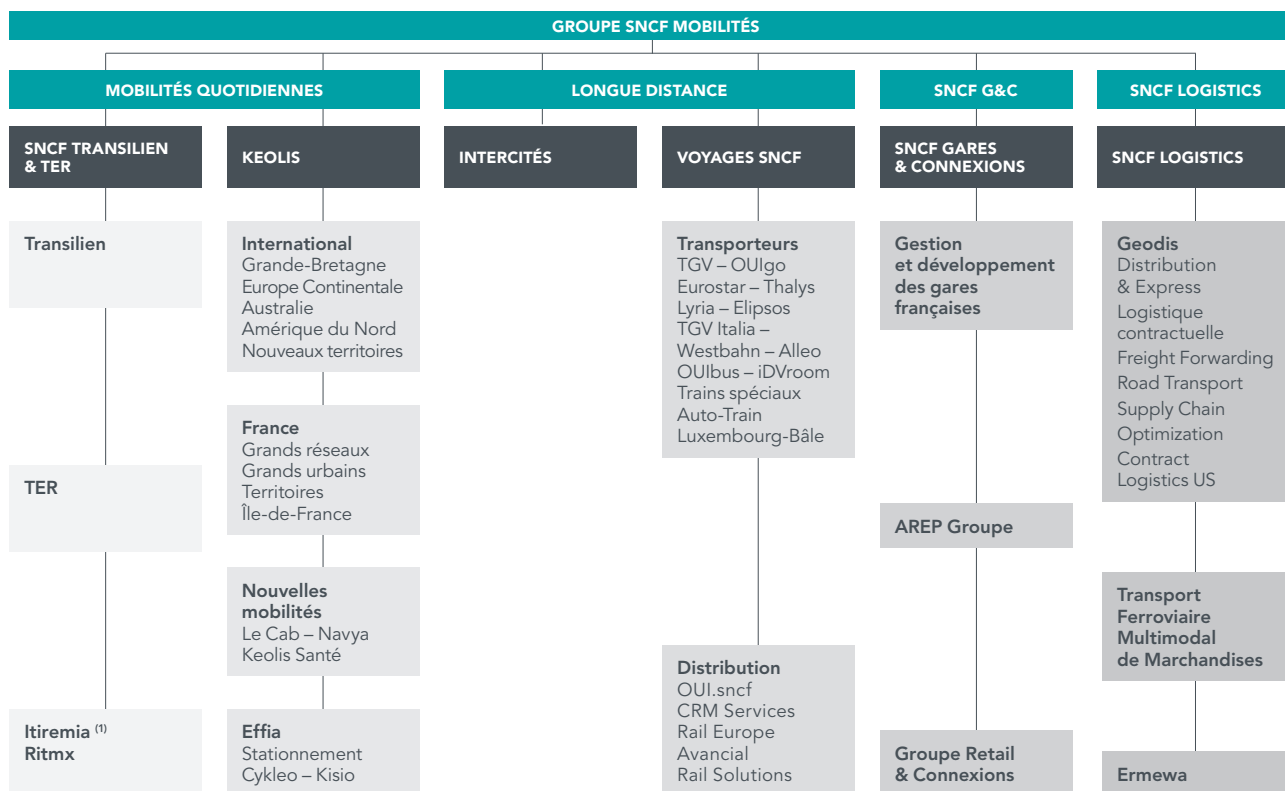 GROUPE SNCF MOBILITÉS
MOBILITÉS QUOTIDIENNES
LONGUE DISTANCE
SNCF G&C
SNCF LOGISTICS
SNCF TRANSILIEN
& TER
KEOLIS
INTERCITÉS
VOYAGES SNCF
SNCF GARES
& CONNEXIONS
SNCF LOGISTICS
Transilien
TER
Itiremia (1)
Ritmx
International
Grande-Bretagne
Europe Continentale
Australie
Amérique du Nord
Nouveaux territoires
France
Grands réseaux
Grands urbains
Territoires
Île-de-France
Nouvelles
mobilités
Le Cab – Navya
Keolis Santé
Effia
Stationnement
Cykleo – Kisio
Transporteurs
TGV – OUIgo
Eurostar – Thalys
Lyria – Elipsos
TGV Italia –
Westbahn – Alleo
OUIbus – iDVroom
Trains spéciaux
Auto-Train
Luxembourg-Bâle
Distribution
OUI.sncf
CRM Services
Rail Europe
Avancial
Rail Solutions
Gestion
et développement
des gares
françaises
AREP Groupe
Groupe Retail
& Connexions
Geodis
Distribution
& Express
Logistique
contractuelle
Freight Forwarding
Road Transport
Supply Chain
Optimization
Contract
Logistics US
Transport
Ferroviaire
Multimodal
de Marchandises
Ermewa